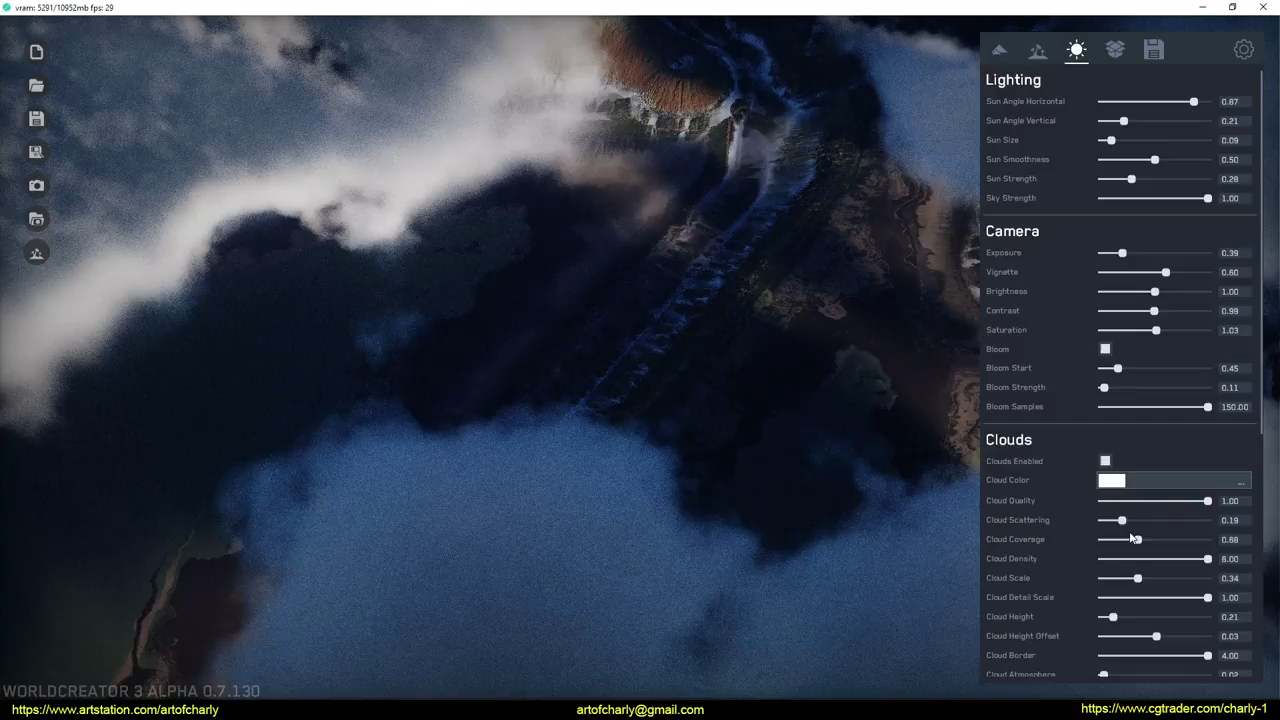 vram: 5291/10952mb fps: 29
Lighting
Sun Angle Horizontal 0.87
Sun Angle Vertical 0.21
Sun Size 0.09
Sun Smoothness 0.50
Sun Strength 0.28
Sky Strength 1.00
Camera
Exposure 0.39
Vignette 0.60
Brightness 1.00
Contrast 0.99
Saturation 1.03
Bloom
Bloom Start 0.45
Bloom Strength 0.11
Bloom Samples 150.00
Clouds
Clouds Enabled
Cloud Color ...
Cloud Quality 1.00
Cloud Scattering 0.19
Cloud Coverage 0.68
Cloud Density 6.00
Cloud Scale 0.34
Cloud Detail Scale 1.00
Cloud Height 0.21
Cloud Height Offset 0.03
Cloud Border 4.00
Cloud Atmosphere 0.02
WORLDCREATOR 3 ALPHA 0.7.130
https://www.artstation.com/artofcharly artofcharly@gmail.com https://www.cgtrader.com/charly-1